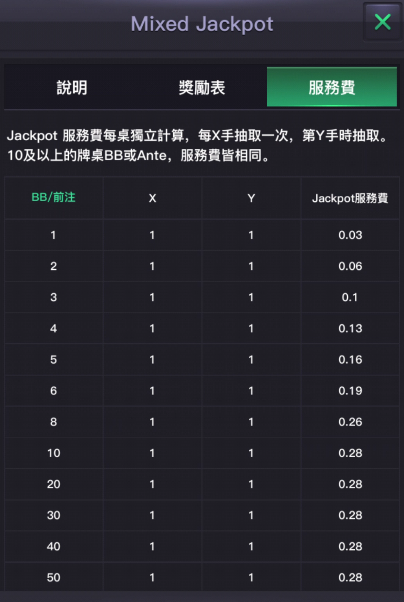 Mixed Jackpot
說明 獎勵表 服務費
Jackpot 服務費每桌獨立計算，每X手抽取一次，第Y手時抽取。
10及以上的牌桌BB或Ante，服務費皆相同。
BB/前注 X Y Jackpot服務費
1 1 1 0.03
2 1 1 0.06
3 1 1 0.1
4 1 1 0.13
5 1 1 0.16
6 1 1 0.19
8 1 1 0.26
10 1 1 0.28
20 1 1 0.28
30 1 1 0.28
40 1 1 0.28
50 1 1 0.28